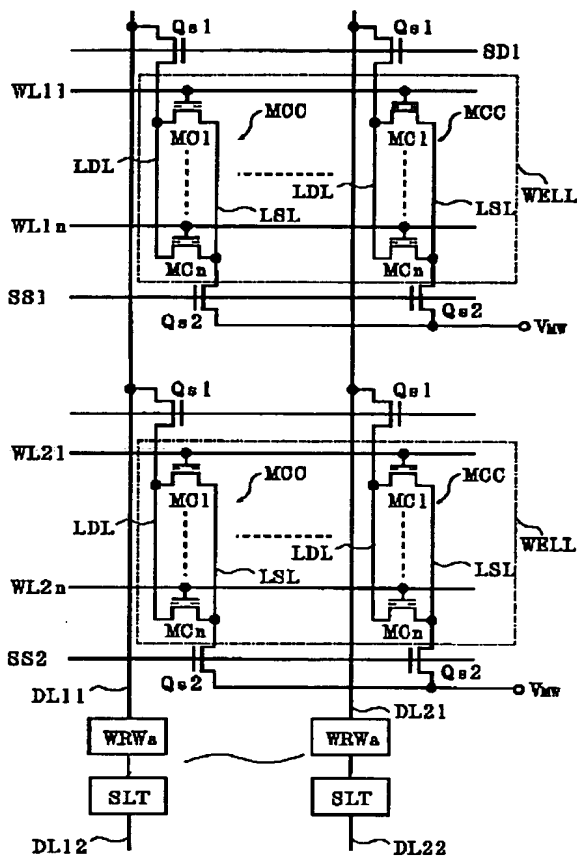 Qs1 Qs1
SD1
WL11
MC1 MCC MC1 MCC
LDL LDL
LSL LSL
WELL
WL1n
MCn MCn
SS1
Qs2 Qs2
VMW
Qs1 Qs1
WL21
MC1 MCC MC1 MCC
LDL LDL
LSL LSL
WELL
WL2n
MCn MCn
SS2
Qs2 Qs2
VMW
DL11 DL21
WRWa WRWa
SLT SLT
DL12 DL22